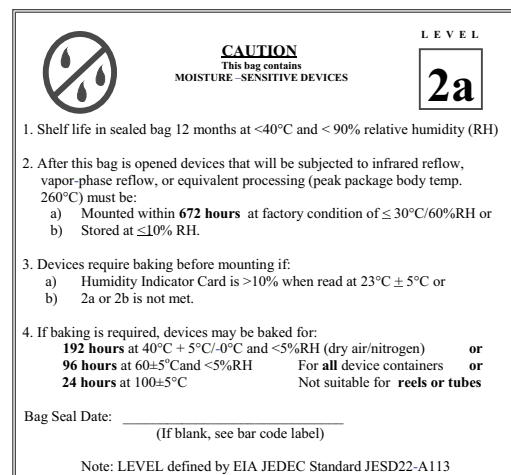 L E V E L
CAUTION
This bag contains
MOISTURE –SENSITIVE DEVICES
2a
1. Shelf life in sealed bag 12 months at <40°C and < 90% relative humidity (RH)
2. After this bag is opened devices that will be subjected to infrared reflow,
vapor-phase reflow, or equivalent processing (peak package body temp.
260°C) must be:
a) Mounted within 672 hours at factory condition of ≤ 30°C/60%RH or
b) Stored at ≤10% RH.
3. Devices require baking before mounting if:
a) Humidity Indicator Card is >10% when read at 23°C ± 5°C or
b) 2a or 2b is not met.
4. If baking is required, devices may be baked for:
192 hours at 40°C + 5°C/-0°C and <5%RH (dry air/nitrogen) or
96 hours at 60±5°Cand <5%RH For all device containers or
24 hours at 100±5°C Not suitable for reels or tubes
Bag Seal Date: ______________________________
(If blank, see bar code label)
Note: LEVEL defined by EIA JEDEC Standard JESD22-A113